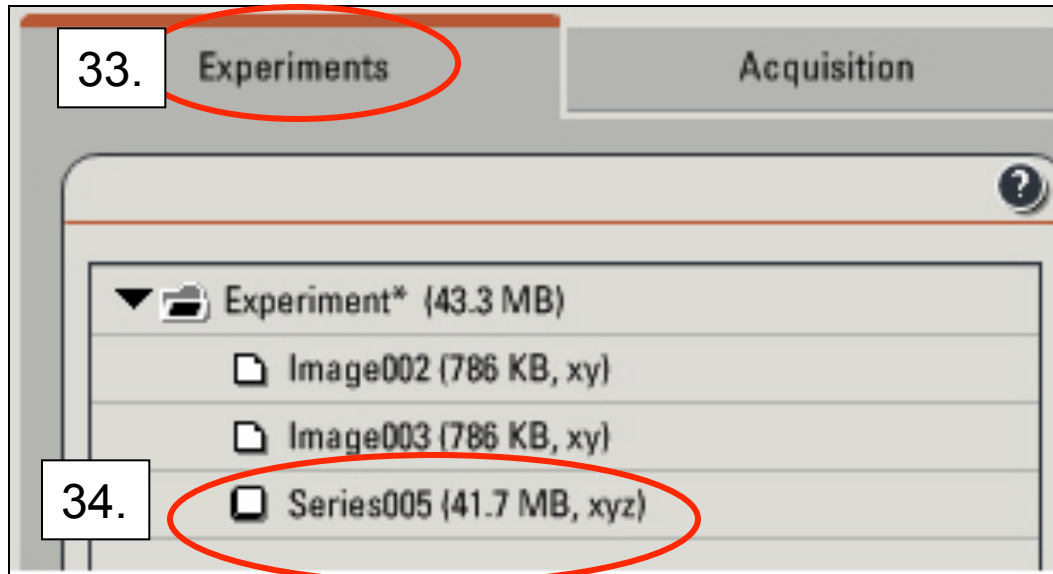 33. Experiments Acquisition
?
Experiment* (43.3 MB)
Image002 (786 KB, xy)
Image003 (786 KB, xy)
34. Series005 (41.7 MB, xyz)